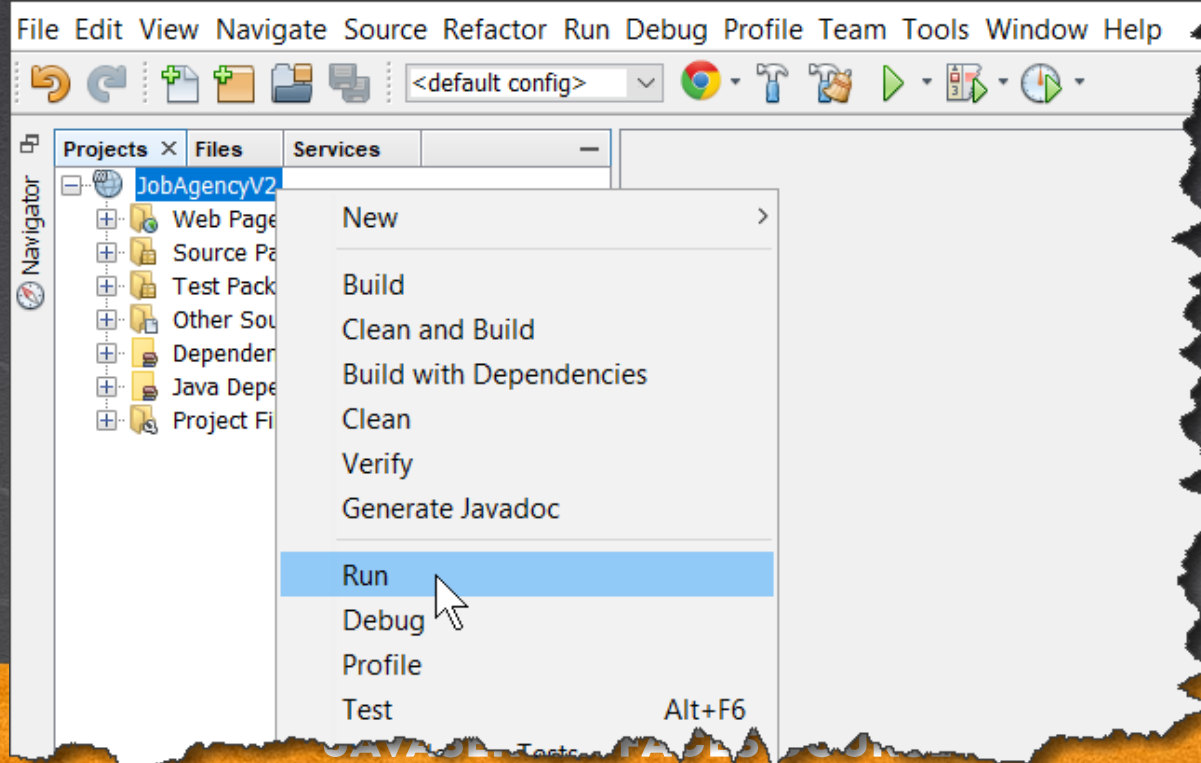 File Edit View Navigate Source Refactor Run Debug Profile Team Tools Window Help
<default config>
Projects Files Services
Navigator
JobAgencyV2
Web Page
Source Pa
Test Pack
Other Sou
Dependen
Java Depe
Project Fi
New
Build
Clean and Build
Build with Dependencies
Clean
Verify
Generate Javadoc
Run
Debug
Profile
Test Alt+F6
Tests